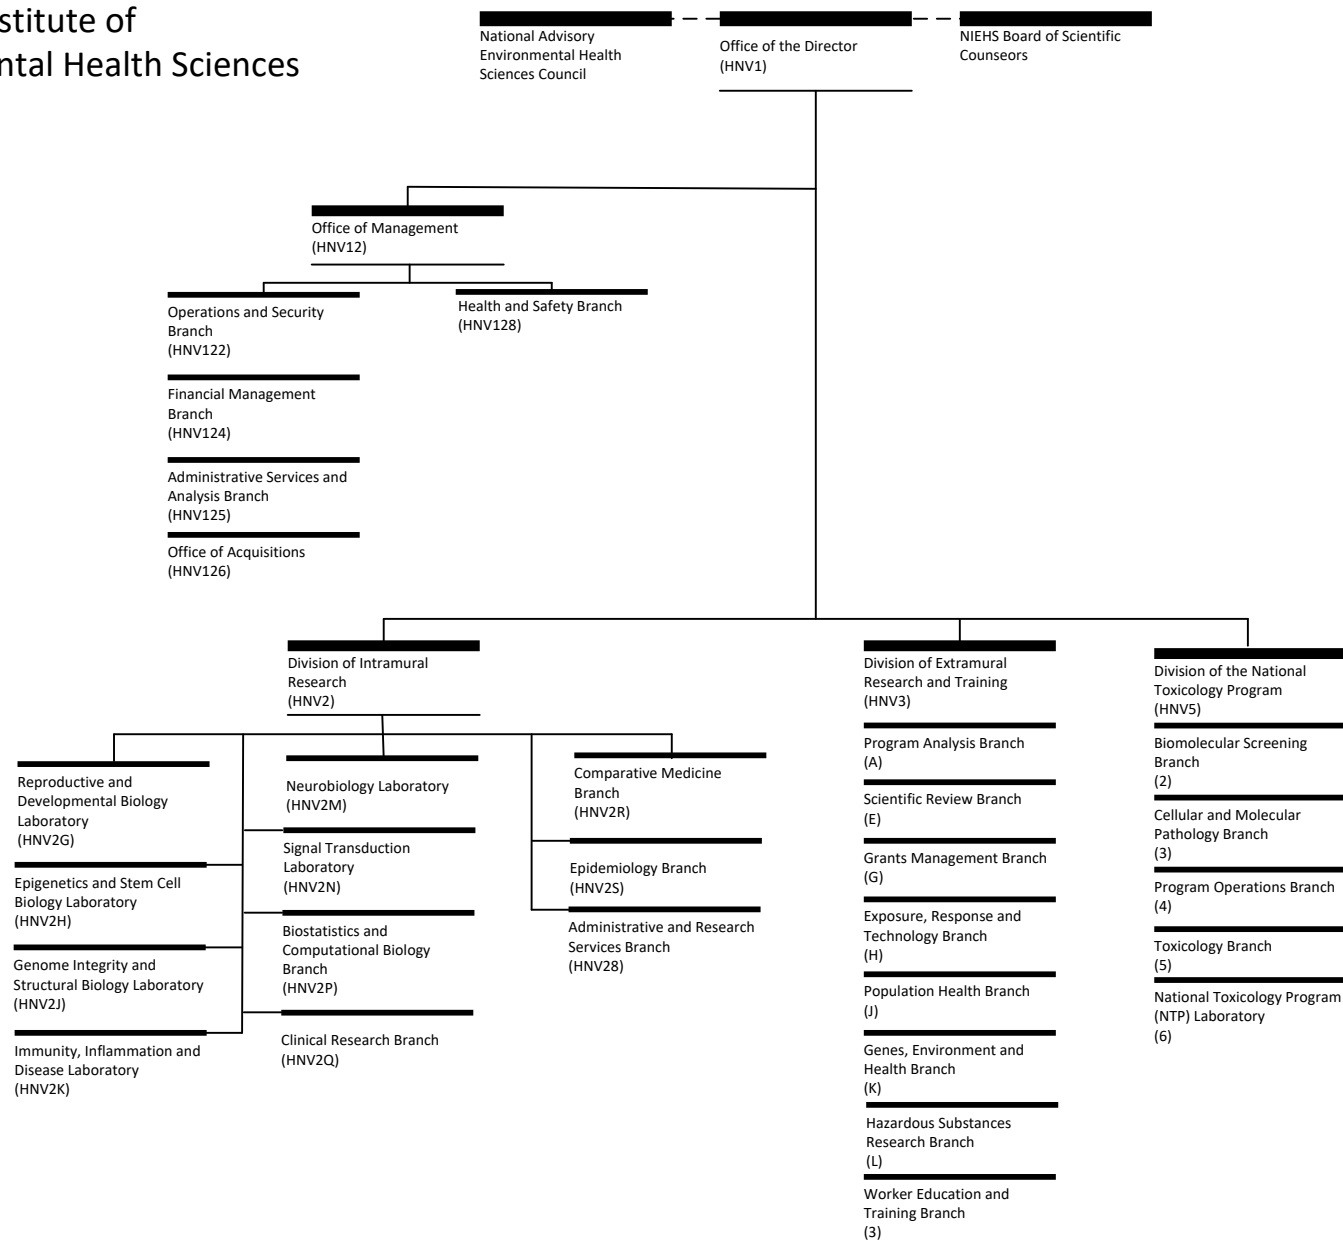 stitute of
ntal Health Sciences
National Advisory
Environmental Health
Sciences Council
Office of the Director
(HNV1)
NIEHS Board of Scientific
Counseors
Office of Management
(HNV12)
Operations and Security
Branch
(HNV122)
Health and Safety Branch
(HNV128)
Financial Management
Branch
(HNV124)
Administrative Services and
Analysis Branch
(HNV125)
Office of Acquisitions
(HNV126)
Division of Intramural
Research
(HNV2)
Reproductive and
Developmental Biology
Laboratory
(HNV2G)
Epigenetics and Stem Cell
Biology Laboratory
(HNV2H)
Genome Integrity and
Structural Biology Laboratory
(HNV2J)
Immunity, Inflammation and
Disease Laboratory
(HNV2K)
Neurobiology Laboratory
(HNV2M)
Signal Transduction
Laboratory
(HNV2N)
Biostatistics and
Computational Biology
Branch
(HNV2P)
Clinical Research Branch
(HNV2Q)
Comparative Medicine
Branch
(HNV2R)
Epidemiology Branch
(HNV2S)
Administrative and Research
Services Branch
(HNV28)
Division of Extramural
Research and Training
(HNV3)
Program Analysis Branch
(A)
Scientific Review Branch
(E)
Grants Management Branch
(G)
Exposure, Response and
Technology Branch
(H)
Population Health Branch
(J)
Genes, Environment and
Health Branch
(K)
Hazardous Substances
Research Branch
(L)
Worker Education and
Training Branch
(3)
Division of the National
Toxicology Program
(HNV5)
Biomolecular Screening
Branch
(2)
Cellular and Molecular
Pathology Branch
(3)
Program Operations Branch
(4)
Toxicology Branch
(5)
National Toxicology Program
(NTP) Laboratory
(6)